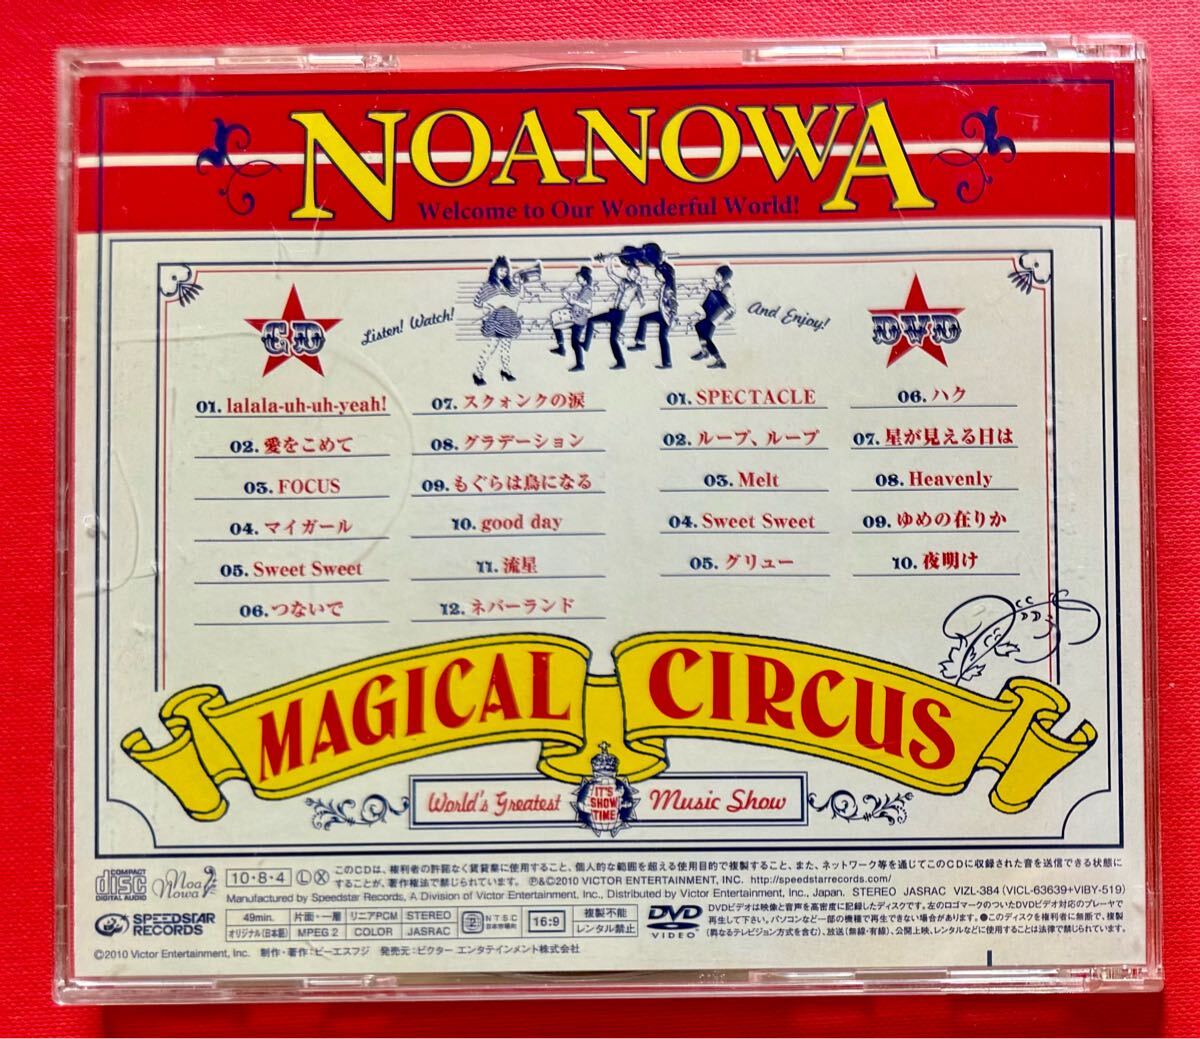 NOANOWA
Welcome to Our Wonderful World!
Listen! Watch!
And Enjoy!
CD
01. lalala-uh-uh-yeah!
02. 愛をこめて
03. FOCUS
04. マイガール
05. Sweet Sweet
06. つないで
07. スクォンクの涙
08. グラデーション
09. もぐらは鳥になる
10. good day
11. 流星
12. ネバーランド
DVD
01. SPECTACLE
02. ループ、ループ
03. Melt
04. Sweet Sweet
05. グリュー
06. ハク
07. 星が見える日は
08. Heavenly
09. ゆめの在りか
10. 夜明け
MAGICAL CIRCUS
World's Greatest
IT'S
SHOW
TIME
Music Show
COMPACT
disc
DIGITAL AUDIO
Noa
Nowa
10・8・4 Ⓛ Ⓧ
このCDは、権利者の許諾なく賃貸業に使用すること、個人的な範囲を超える使用目的で複製すること、また、ネットワーク等を通じてこのCDに収録された音を送信できる状態に
することが、著作権法で禁じられています。 ℗&©2010 VICTOR ENTERTAINMENT, INC. http://speedstarrecords.com/
Manufactured by Speedstar Records, A Division of Victor Entertainment, Inc., Distributed by Victor Entertainment, Inc., Japan. STEREO JASRAC VIZL-384 (VICL-63639+VIBY-519)
SPEEDSTAR
RECORDS
49min. 片面・一層 リニアPCM STEREO
オリジナル(日本語) MPEG 2 COLOR JASRAC
2 NTSC
日本市場向
16:9
複製不能
レンタル禁止
DVD
VIDEO
DVDビデオは映像と音声を高密度に記録したディスクです。左のロゴマークのついたDVDビデオ対応のプレーヤで
再生して下さい。パソコンなど一部の機種で再生できない場合があります。●このディスクを権利者に無断で、複製
(異なるテレビジョン方式を含む)、放送(無線・有線)、公開上映、レンタルなどに使用することは法律で禁じられています。
©2010 Victor Entertainment, Inc. 制作・著作：ビーエスフジ 発売元：ビクター エンタテインメント株式会社